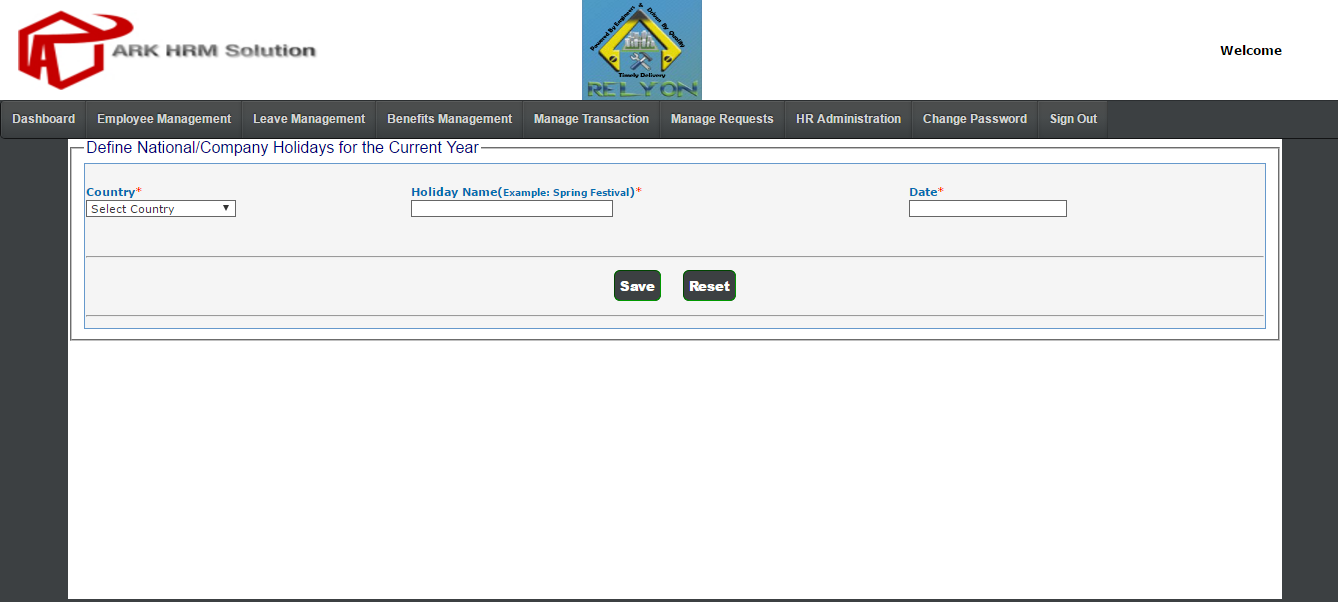 ARK HRM Solution
Powered By Engineers & Driven By Quality
Timely Delivery
RELYON
Welcome
Dashboard Employee Management Leave Management Benefits Management Manage Transaction Manage Requests HR Administration Change Password Sign Out
Define National/Company Holidays for the Current Year
Country* Holiday Name(Example: Spring Festival)* Date*
Select Country
Save Reset